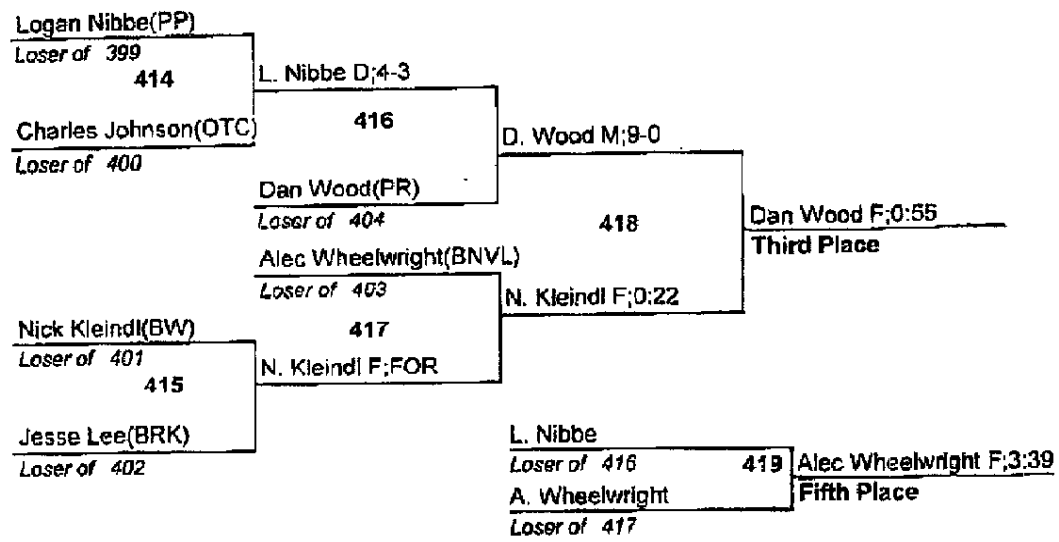 Logan Nibbe(PP)
Loser of 399
414
L. Nibbe D;4-3
Charles Johnson(OTC)
Loser of 400
416
D. Wood M;9-0
Dan Wood(PR)
Loser of 404
418
Dan Wood F;0:55
Third Place
Alec Wheelwright(BNVL)
Loser of 403
N. Kleindl F;0:22
Nick Kleindl(BW)
Loser of 401
417
415
N. Kleindl F;FOR
Jesse Lee(BRK)
Loser of 402
L. Nibbe
Loser of 416
419
Alec Wheelwright F;3:39
Fifth Place
A. Wheelwright
Loser of 417